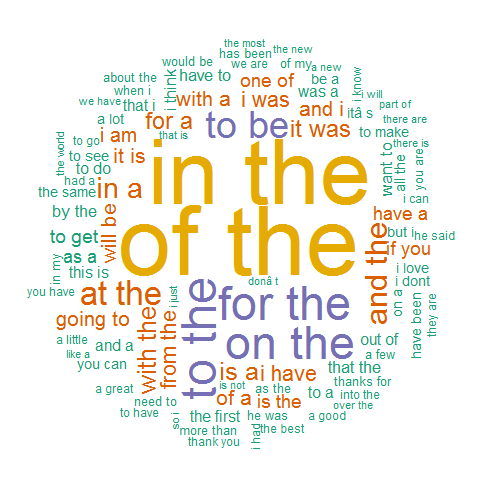 the most
has been
the new
would be
we are
of my
a new
about the
have to
one of
be a
i know
when i
i think
was a
i will
we have
that i
with a
i was
and i
itâ s
part of
a lot
for a
to be
it was
there are
i am
that is
to make
to go
the world
to see
it is
in the
want to
all the
there is
you are
to do
had a
the same
in a
i can
by the
will be
of the
have a
and the
but i
he said
to get
as a
if you
in my
this is
i love
you have
at the
to the
i just
donâ t
for the
i dont
on a
going to
with the
from the
on the
have been
they are
a little
and a
out of
like a
a few
you can
is a
i have
that the
a great
is not
as the
thanks for
need to
of a
is the
to a
into the
to have
so i
the first
he was
a good
over the
more than
i had
the best
thank you